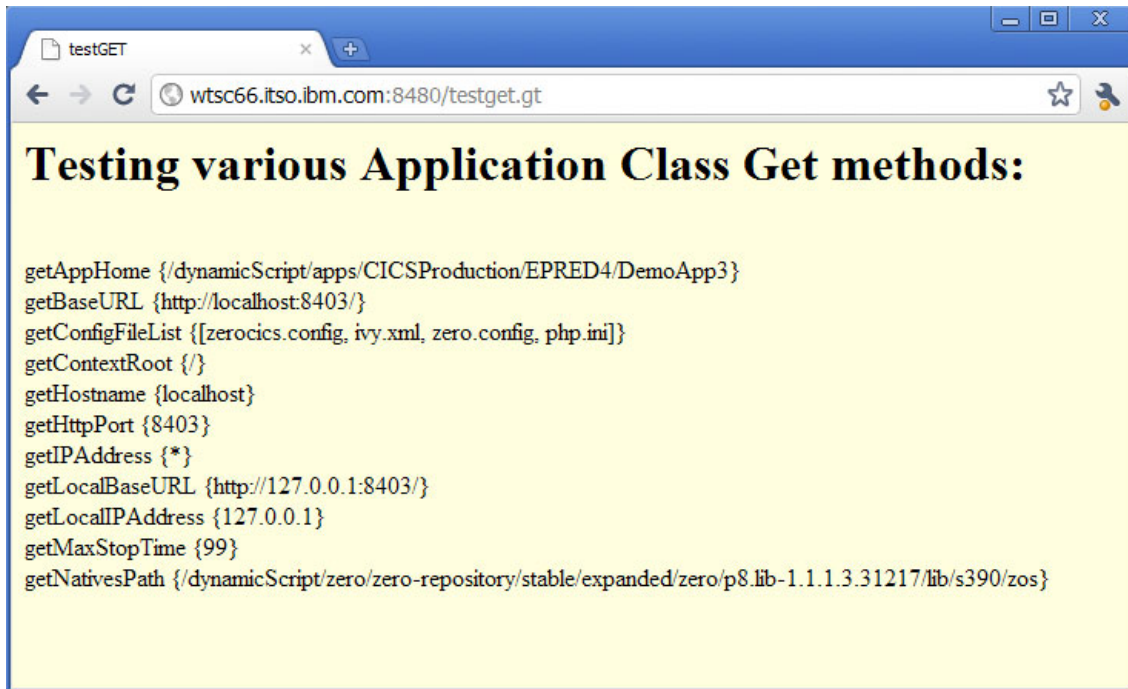 testGET
wtsc66.itso.ibm.com:8480/testget.gt
Testing various Application Class Get methods:
getAppHome {/dynamicScript/apps/CICSProduction/EPRED4/DemoApp3}
getBaseURL {http://localhost:8403/}
getConfigFileList {[zerocics.config, ivy.xml, zero.config, php.ini]}
getContextRoot {/}
getHostname {localhost}
getHttpPort {8403}
getIPAddress {*}
getLocalBaseURL {http://127.0.0.1:8403/}
getLocalIPAddress {127.0.0.1}
getMaxStopTime {99}
getNativesPath {/dynamicScript/zero/zero-repository/stable/expanded/zero/p8.lib-1.1.1.3.31217/lib/s390/zos}